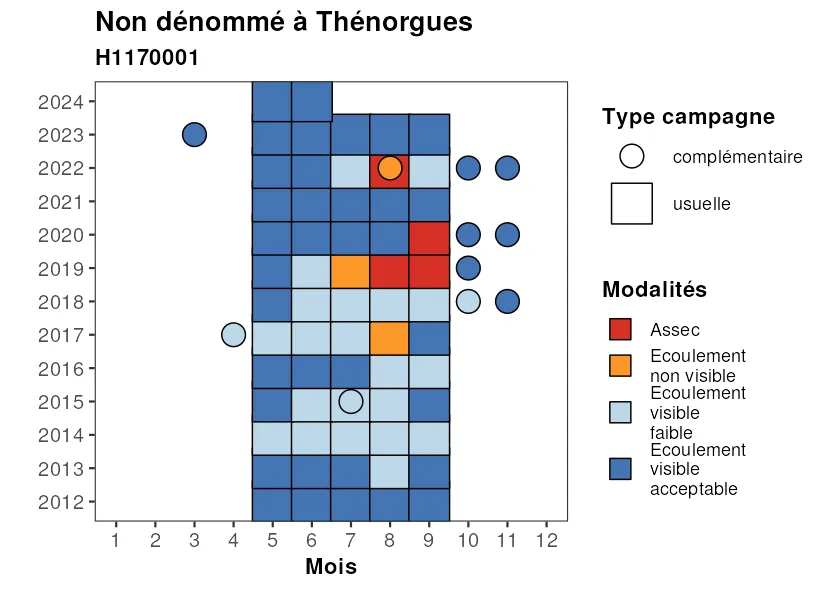 Non dénommé à Thénorgues
H1170001
2024
2023
2022
2021
2020
2019
2018
2017
2016
2015
2014
2013
2012
1 2 3 4 5 6 7 8 9 10 11 12
Mois
Type campagne
complémentaire
usuelle
Modalités
Assec
Ecoulement
non visible
Ecoulement
visible
faible
Ecoulement
visible
acceptable